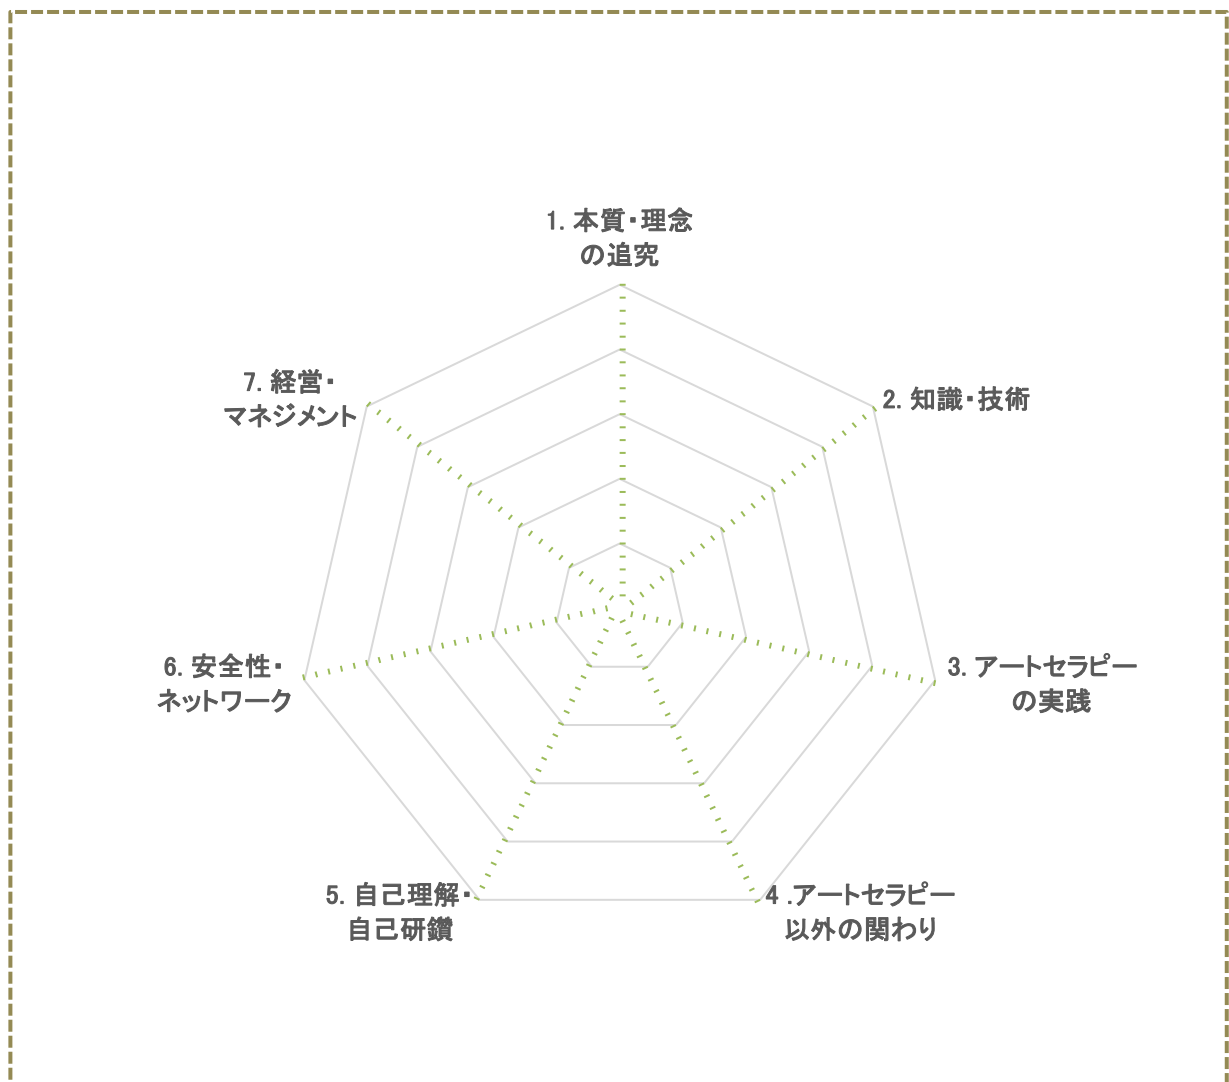 1. 本質・理念
の追究
2. 知識・技術
3. アートセラピー
の実践
4 .アートセラピー
以外の関わり
5. 自己理解・
自己研鑽
6. 安全性・
ネットワーク
7. 経営・
マネジメント